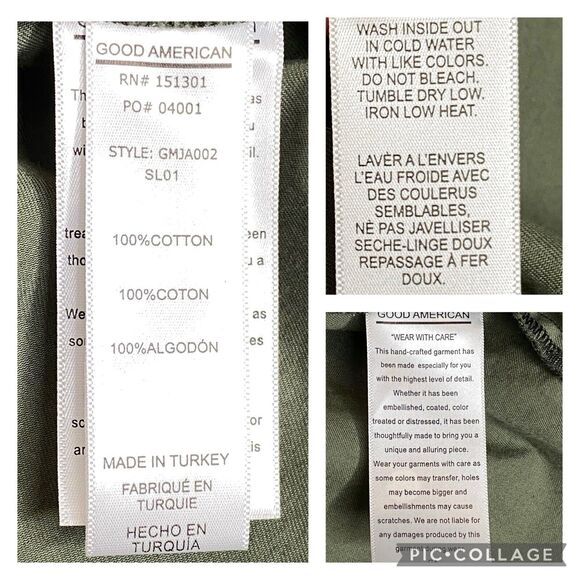 GOOD AMERICAN
RN# 151301
PO# 04001
STYLE: GMJA002
SL01
100%COTTON
100%COTON
100%ALGODÓN
MADE IN TURKEY
FABRIQUÉ EN
TURQUIE
HECHO EN
TURQUÍA
WASH INSIDE OUT
IN COLD WATER
WITH LIKE COLORS.
DO NOT BLEACH.
TUMBLE DRY LOW.
IRON LOW HEAT.
LAVÈR A L'ENVERS
L'EAU FROIDE AVEC
DES COULERUS
SEMBLABLES,
NÈ PAS JAVELLISER
SECHE-LINGE DOUX
REPASSAGE À FER
DOUX.
GOOD AMERICAN
"WEAR WITH CARE"
This hand-crafted garment has
been made especially for you
with the highest level of detail.
Whether it has been
embellished, coated, color
treated or distressed, it has been
thoughtfully made to bring you a
unique and alluring piece.
Wear your garments with care as
some colors may transfer, holes
may become bigger and
embellishments may cause
scratches. We are not liable for
any damages produced by this
PIC•COLLAGE